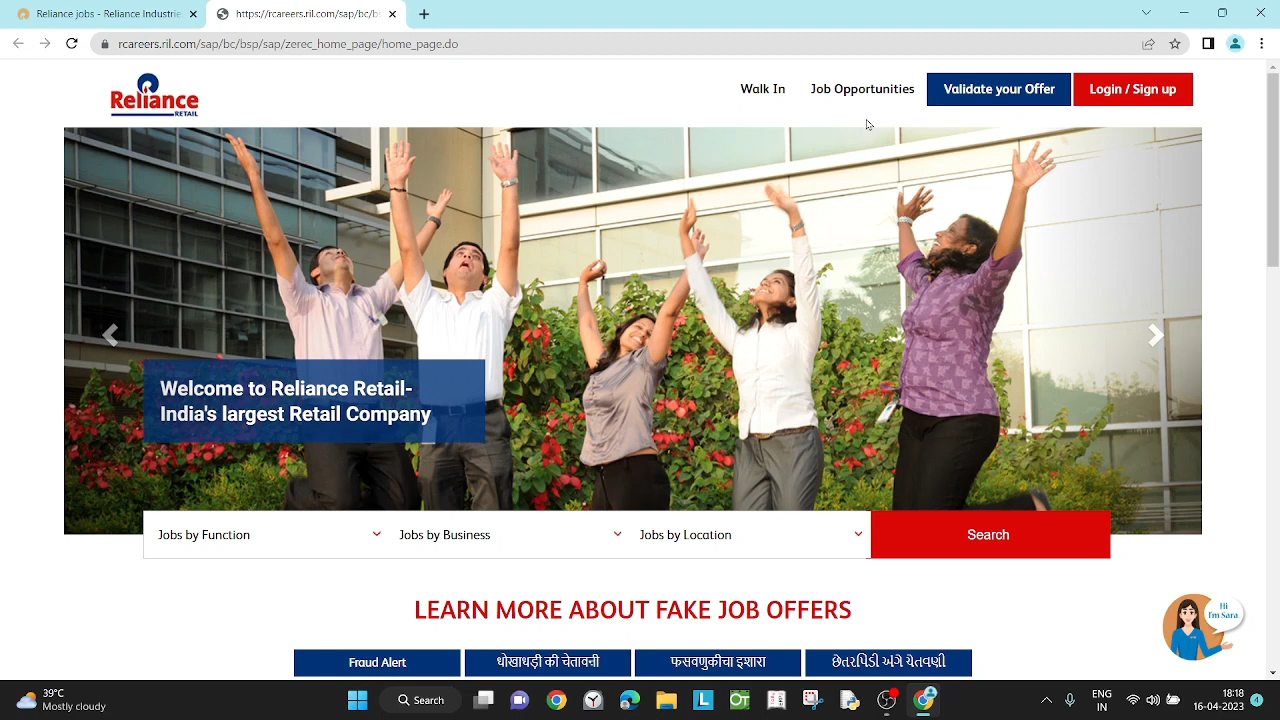 Reliance jobs - University
https://rcareers.ril.com/sap/bc/
rcareers.ril.com/sap/bc/bsp/sap/zerec_home_page/home_page.do
Reliance
RETAIL
Walk In
Job Opportunities
Validate your Offer
Login / Sign up
Welcome to Reliance Retail-
India's largest Retail Company
Jobs by Function
Jobs by Business
Jobs by Location
Search
LEARN MORE ABOUT FAKE JOB OFFERS
Hi
I'm Sara
Fraud Alert
धोखाधड़ी की चेतावनी
फसवणुकीचा इशारा
છેતરપિંડી અંગે ચેતવણી
39°C
Mostly cloudy
Search
ENG
IN
18:18
16-04-2023
4